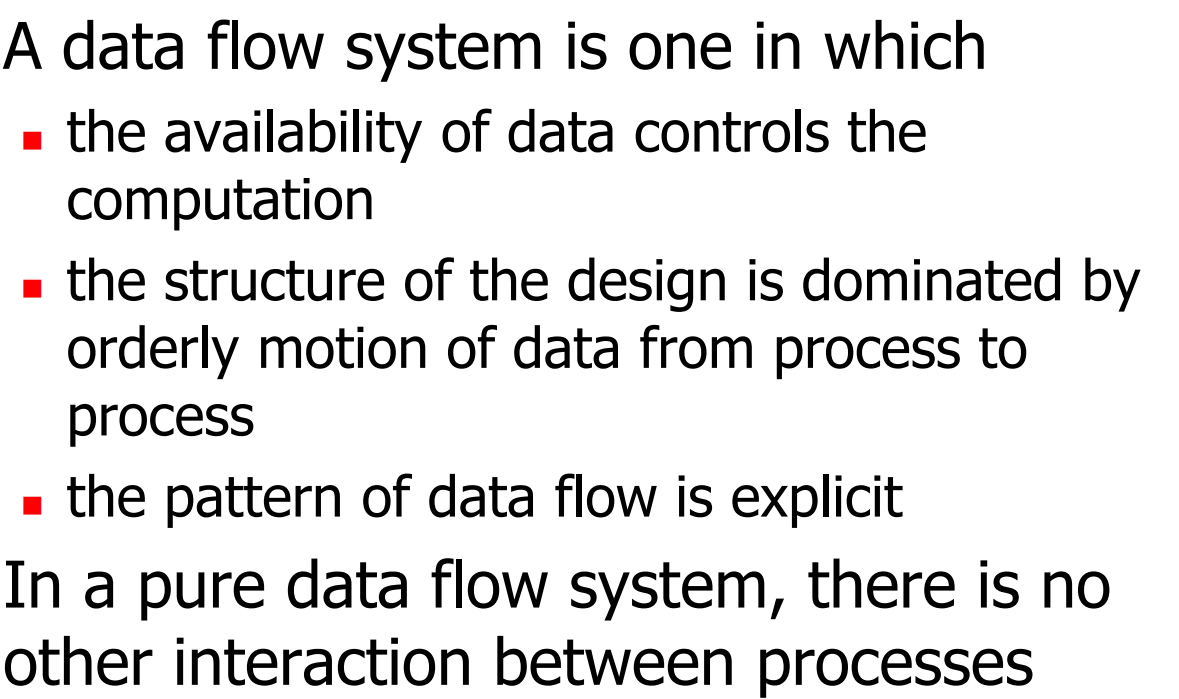 A data flow system is one in which
▪ the availability of data controls the
computation
▪ the structure of the design is dominated by
orderly motion of data from process to
process
▪ the pattern of data flow is explicit
In a pure data flow system, there is no
other interaction between processes